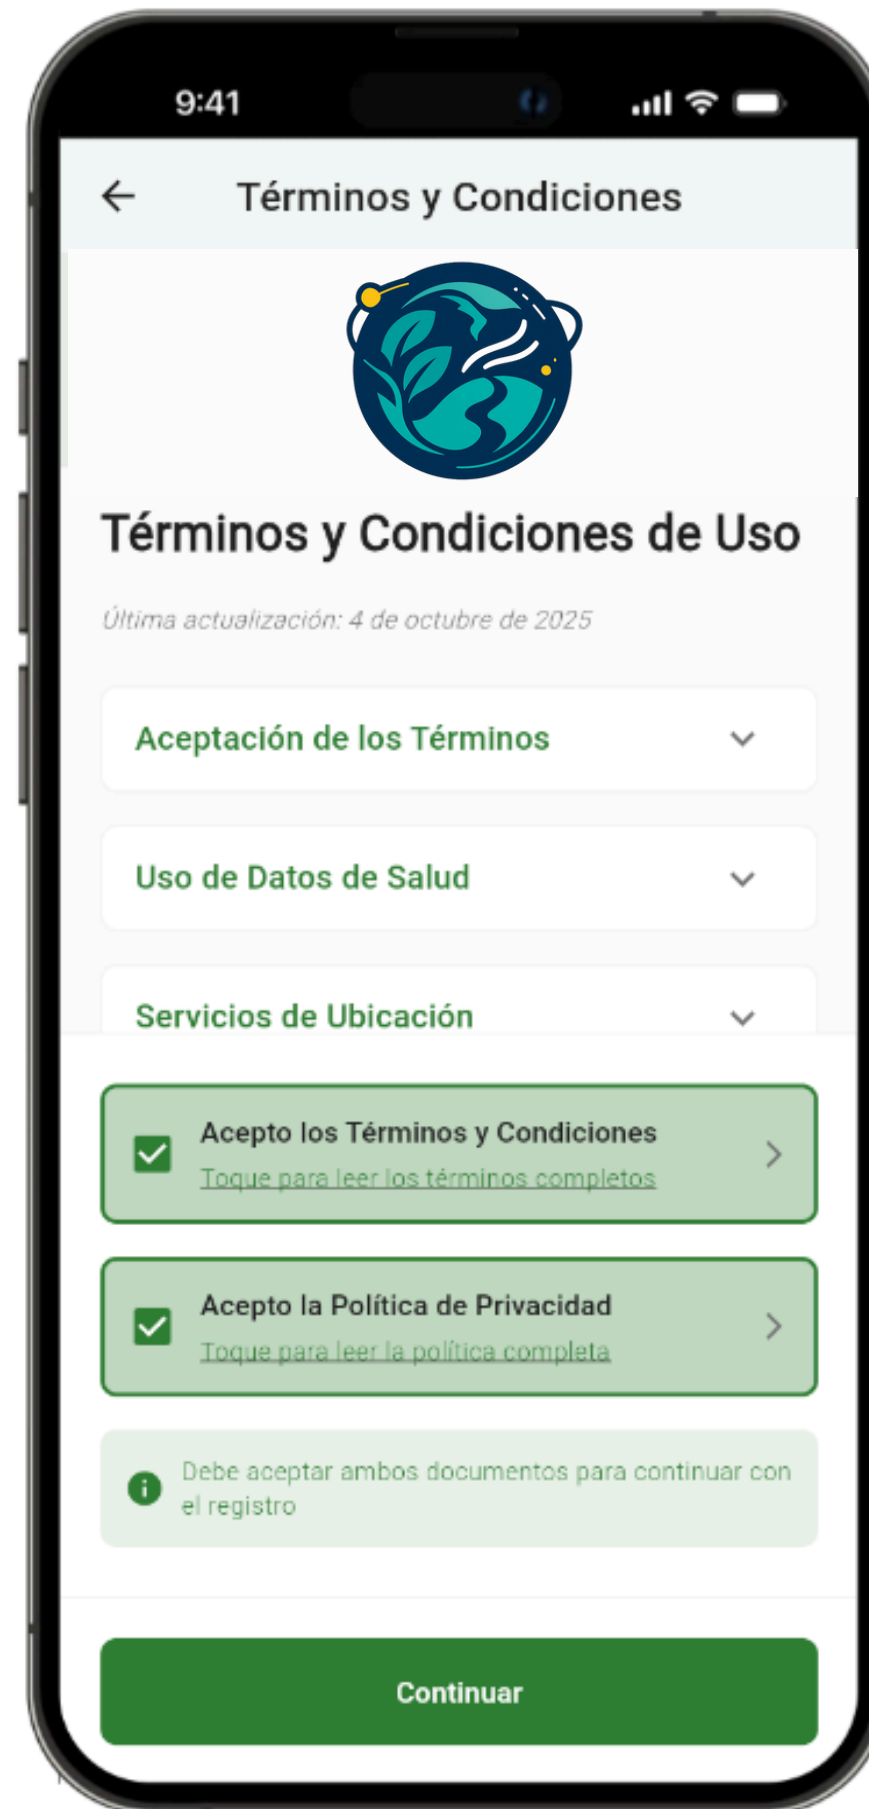 9:41
Términos y Condiciones
Términos y Condiciones de Uso
Última actualización: 4 de octubre de 2025
Aceptación de los Términos
Uso de Datos de Salud
Servicios de Ubicación
Acepto los Términos y Condiciones
Toque para leer los términos completos
Acepto la Política de Privacidad
Toque para leer la política completa
Debe aceptar ambos documentos para continuar con
el registro
Continuar